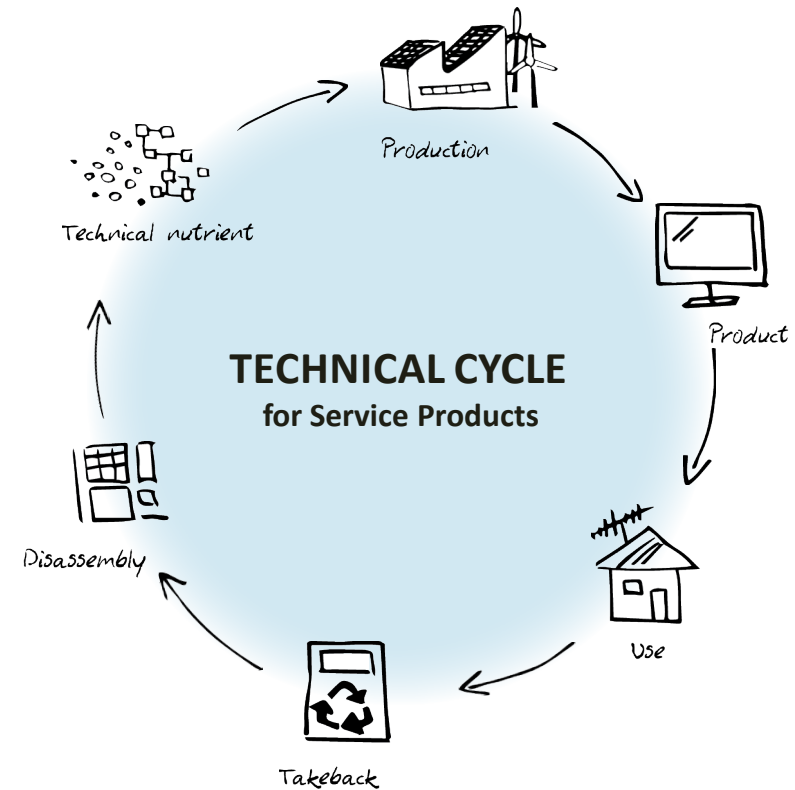 Production
Technical nutrient
Product
TECHNICAL CYCLE
for Service Products
Disassembly
Use
Takeback